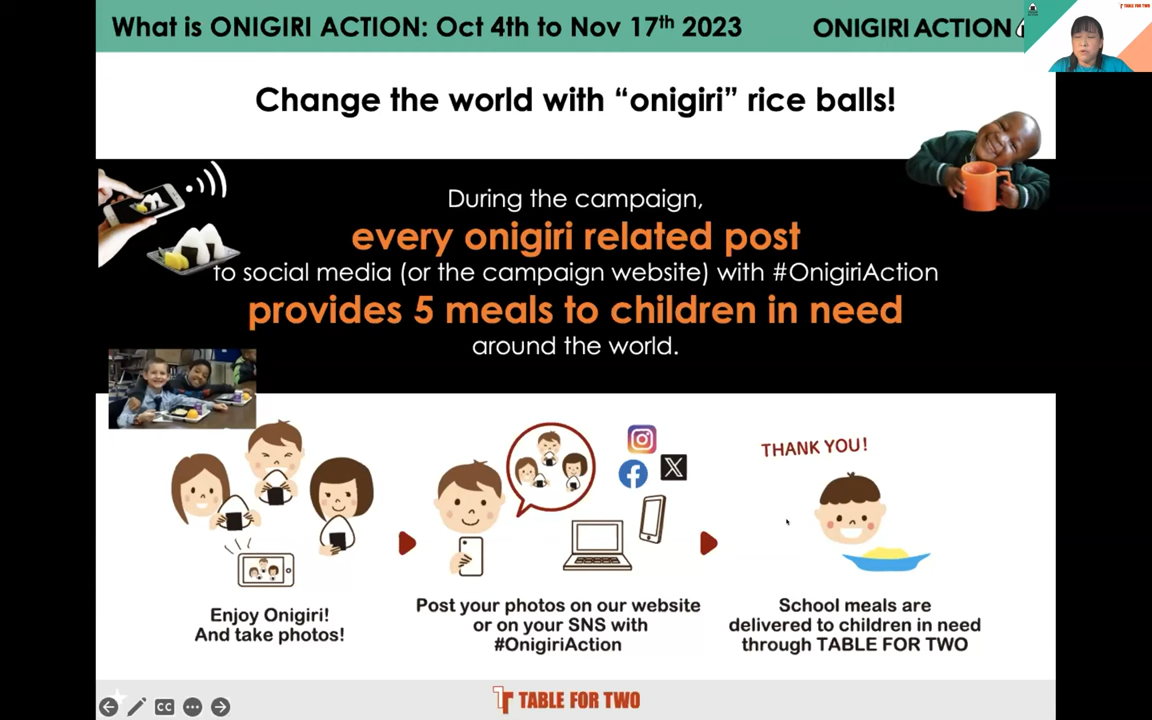 What is ONIGIRI ACTION: Oct 4th to Nov 17th 2023
ONIGIRI ACTION
TABLE FOR TWO
Change the world with “onigiri” rice balls!
During the campaign,
every onigiri related post
to social media (or the campaign website) with #OnigiriAction
provides 5 meals to children in need
around the world.
THANK YOU!
Enjoy Onigiri!
And take photos!
Post your photos on our website
or on your SNS with
#OnigiriAction
School meals are
delivered to children in need
through TABLE FOR TWO
CC
TABLE FOR TWO